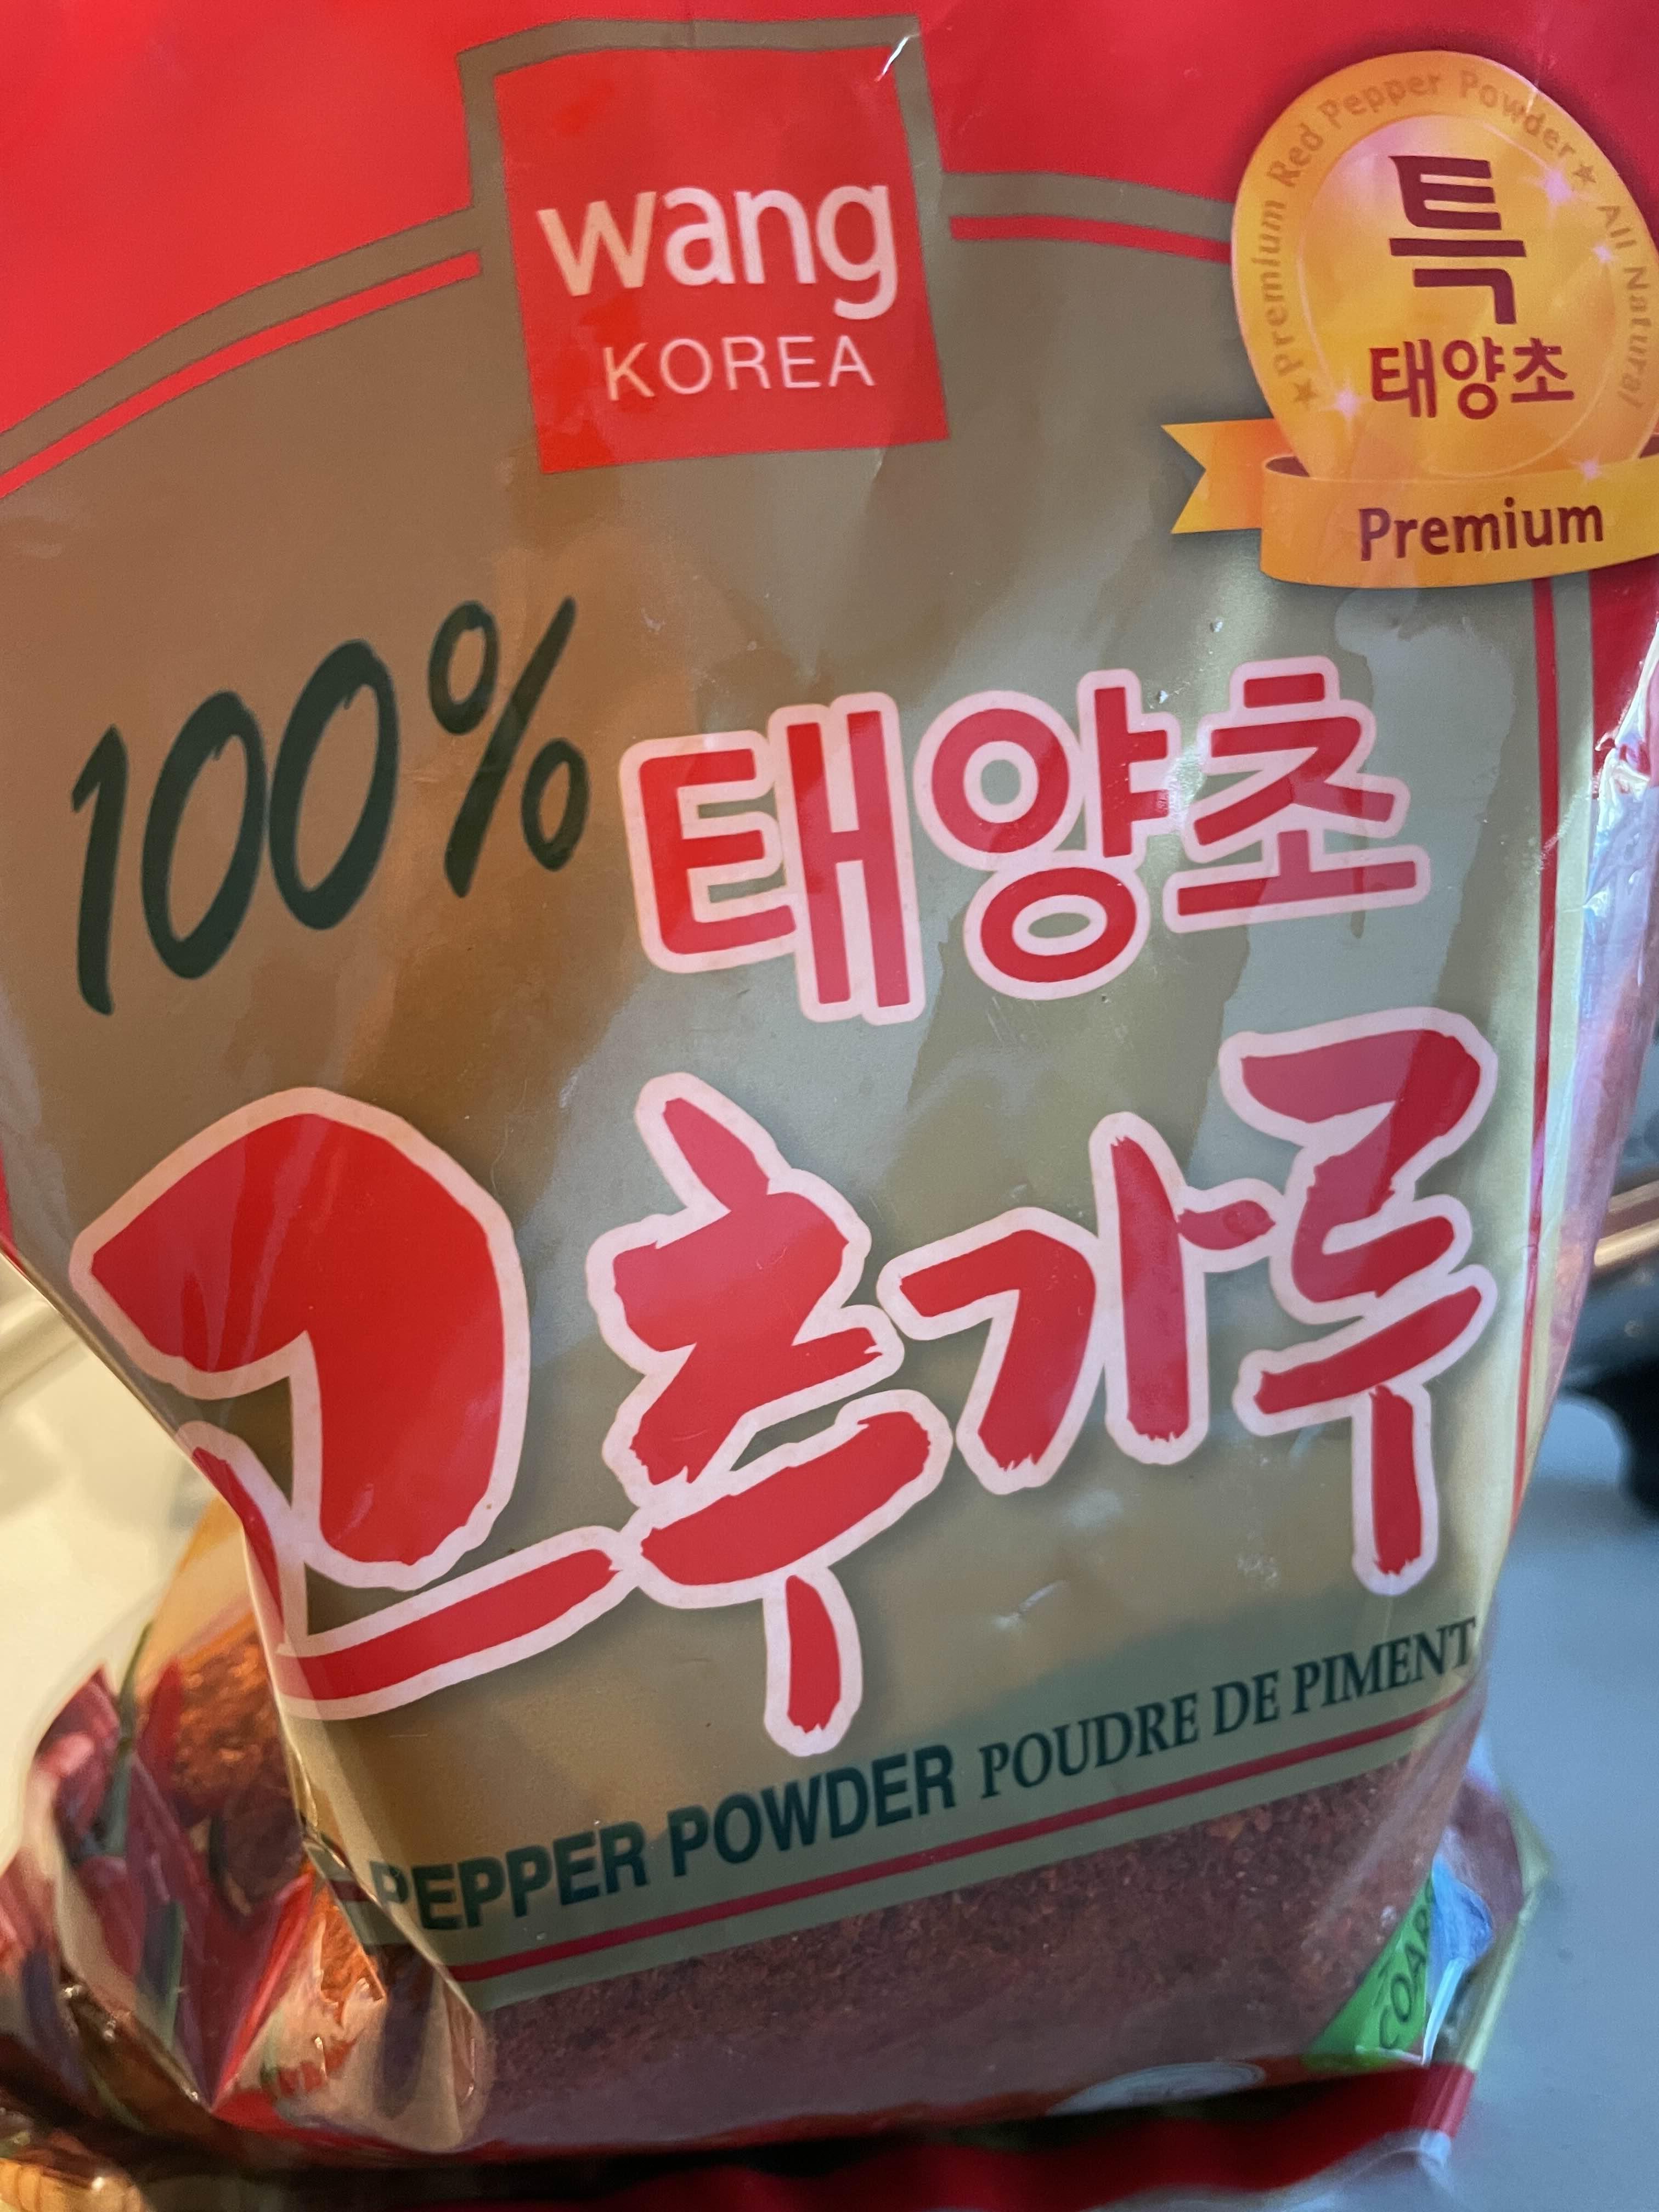 wang
KOREA
★ Premium Red Pepper Powder ★ All Natural
특
태양초
Premium
100% 태양초
고추가루
PEPPER POWDER POUDRE DE PIMENT